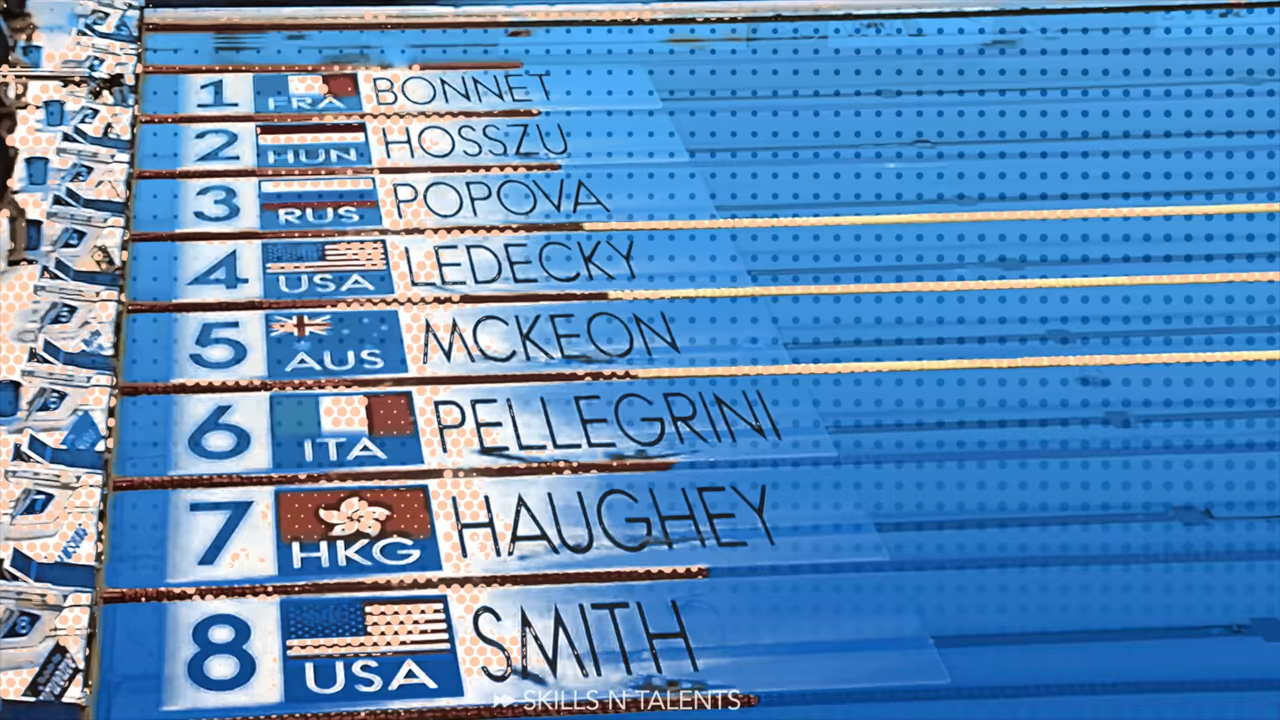 1 FRA BONNET
2 HUN HOSSZU
3 RUS POPOVA
4 USA LEDECKY
5 AUS MCKEON
6 ITA PELLEGRINI
7 HKG HAUGHEY
8 USA SMITH
SKILLS N TALENTS